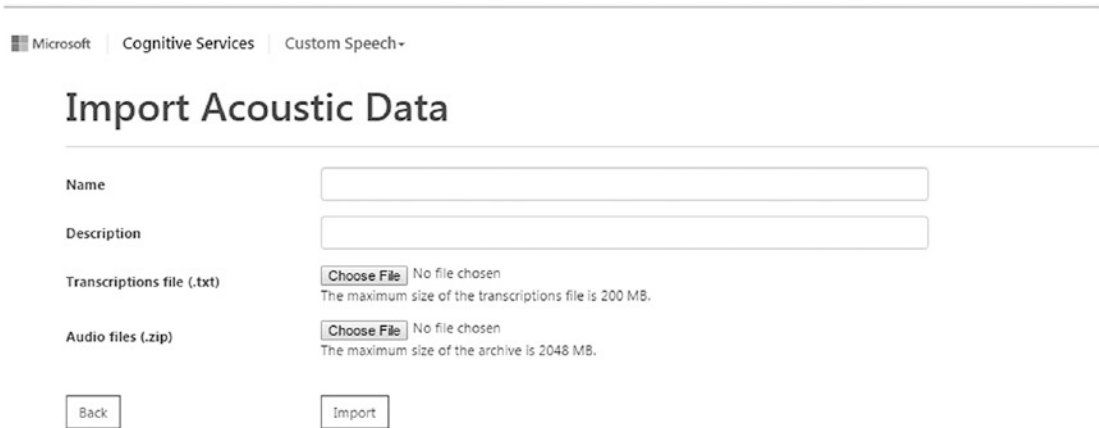 Microsoft Cognitive Services Custom Speech
Import Acoustic Data
Name
Description
Transcriptions file (.txt) Choose File No file chosen
The maximum size of the transcriptions file is 200 MB.
Audio files (.zip) Choose File No file chosen
The maximum size of the archive is 2048 MB.
Back Import